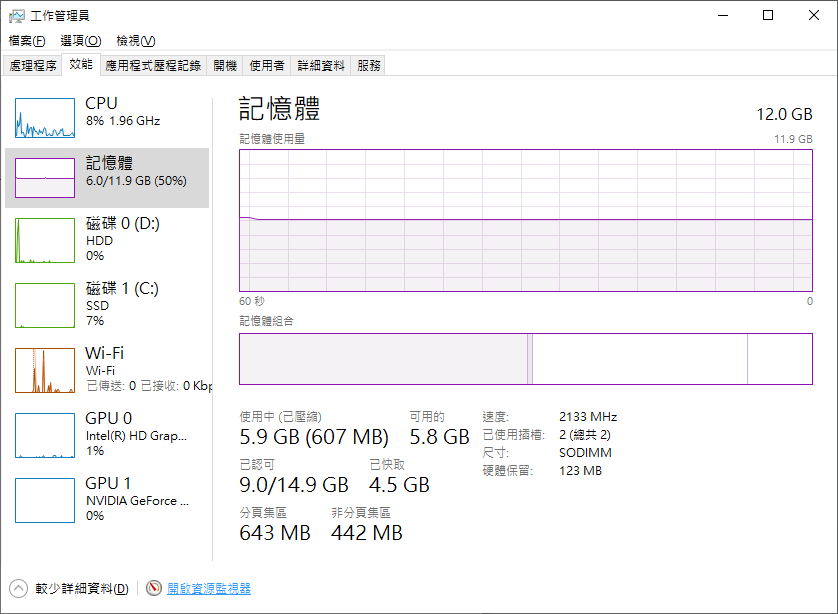 工作管理員
檔案(F) 選項(O) 檢視(V)
處理程序 效能 應用程式歷程記錄 開機 使用者 詳細資料 服務
CPU
8% 1.96 GHz
記憶體
6.0/11.9 GB (50%)
磁碟 0 (D:)
HDD
0%
磁碟 1 (C:)
SSD
7%
Wi-Fi
Wi-Fi
已傳送: 0 已接收: 0 Kbp
GPU 0
Intel(R) HD Grap...
1%
GPU 1
NVIDIA GeForce ...
0%
記憶體 12.0 GB
記憶體使用量 11.9 GB
60 秒 0
記憶體組合
使用中 (已壓縮) 可用的
5.9 GB (607 MB) 5.8 GB
已認可 已快取
9.0/14.9 GB 4.5 GB
分頁集區 非分頁集區
643 MB 442 MB
速度: 2133 MHz
已使用插槽: 2 (總共 2)
尺寸: SODIMM
硬體保留: 123 MB
較少詳細資料(D) 開啟資源監視器